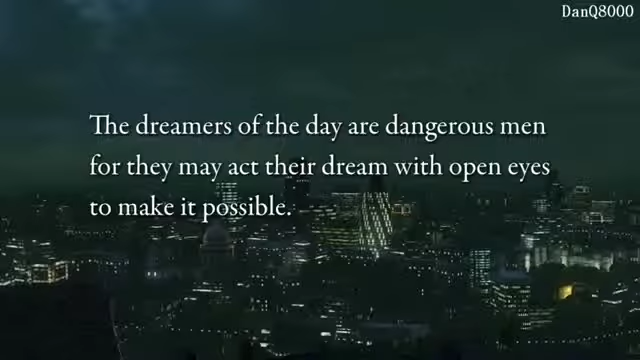 DanQ8000
The dreamers of the day are dangerous men
for they may act their dream with open eyes
to make it possible.